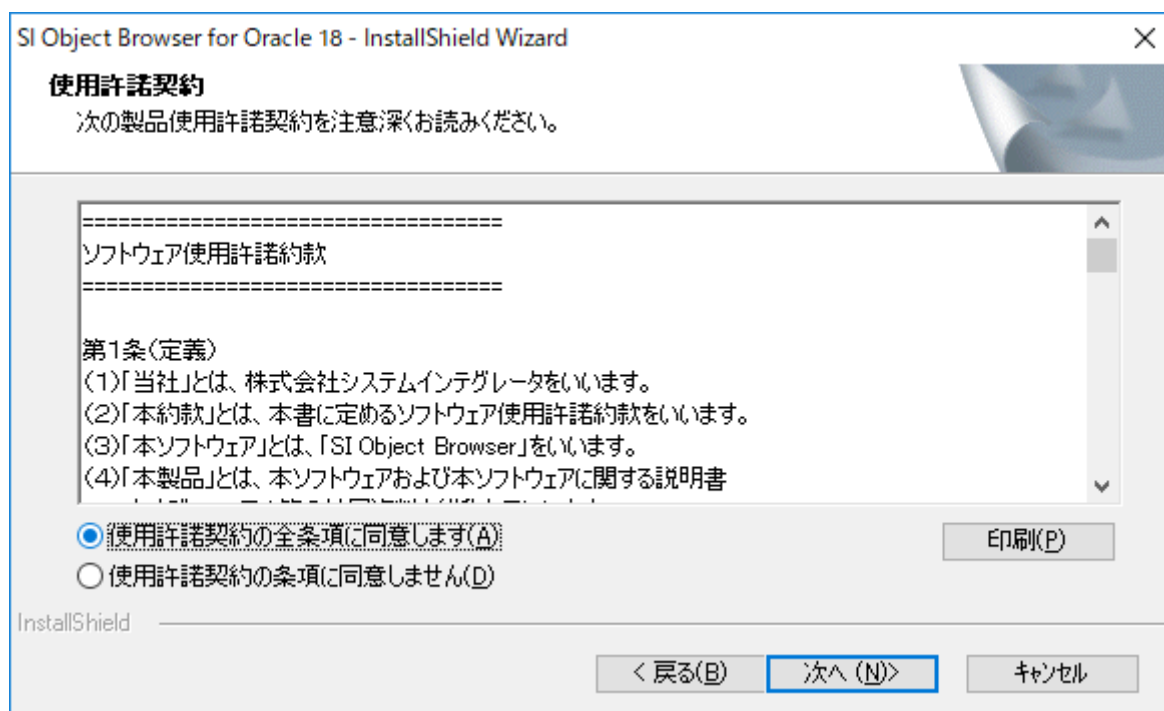 SI Object Browser for Oracle 18 - InstallShield Wizard
使用許諾契約
次の製品使用許諾契約を注意深くお読みください。
===================================
ソフトウェア使用許諾約款
===================================
第1条(定義)
(1)「当社」とは、株式会社システムインテグレータをいいます。
(2)「本約款」とは、本書に定めるソフトウェア使用許諾約款をいいます。
(3)「本ソフトウェア」とは、「SI Object Browser」をいいます。
(4)「本製品」とは、本ソフトウェアおよび本ソフトウェアに関する説明書
使用許諾契約の全条項に同意します(A)
印刷(P)
使用許諾契約の条項に同意しません(D)
InstallShield
< 戻る(B)
次へ (N)>
キャンセル